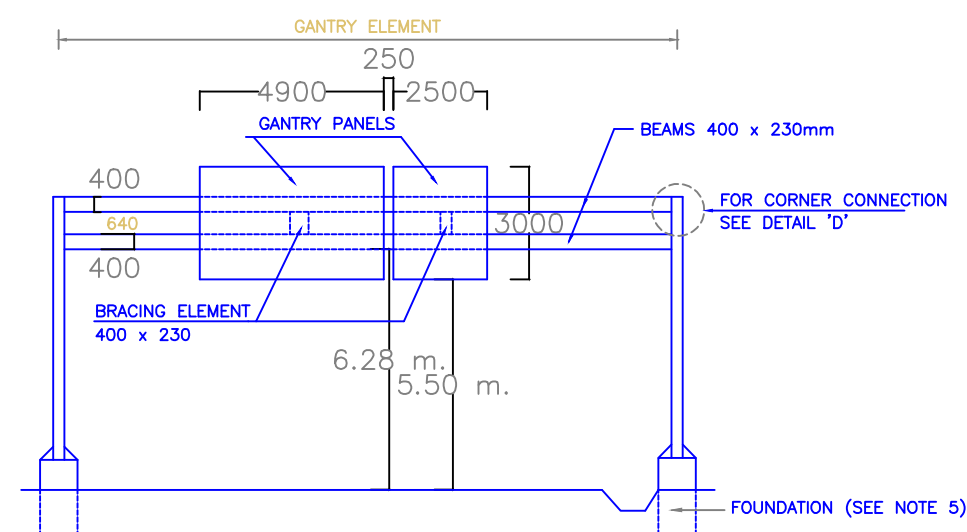 GANTRY ELEMENT
250
4900
2500
GANTRY PANELS
BEAMS 400 x 230mm
400
FOR CORNER CONNECTION
SEE DETAIL 'D'
640
3000
400
BRACING ELEMENT
400 x 230
6.28 m.
5.50 m.
FOUNDATION (SEE NOTE 5)